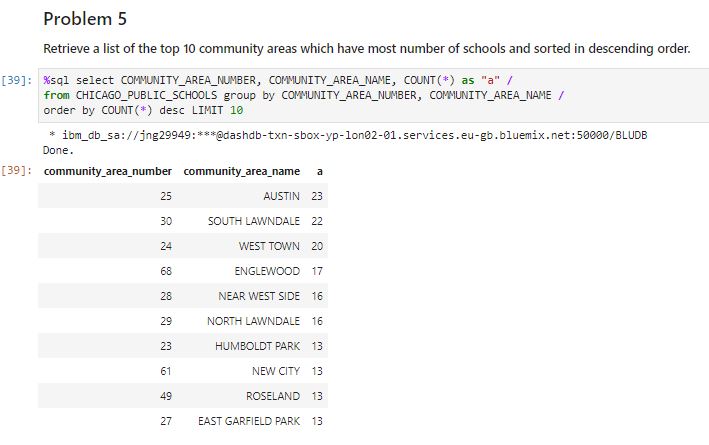 Problem 5
Retrieve a list of the top 10 community areas which have most number of schools and sorted in descending order.
[39]: %sql select COMMUNITY_AREA_NUMBER, COMMUNITY_AREA_NAME, COUNT(*) as "a" /
from CHICAGO_PUBLIC_SCHOOLS group by COMMUNITY_AREA_NUMBER, COMMUNITY_AREA_NAME /
order by COUNT(*) desc LIMIT 10
* ibm_db_sa://jng29949:***@dashdb-txn-sbox-yp-lon02-01.services.eu-gb.bluemix.net:50000/BLUDB
Done.
[39]: community_area_number community_area_name a
25 AUSTIN 23
30 SOUTH LAWNDALE 22
24 WEST TOWN 20
68 ENGLEWOOD 17
28 NEAR WEST SIDE 16
29 NORTH LAWNDALE 16
23 HUMBOLDT PARK 13
61 NEW CITY 13
49 ROSELAND 13
27 EAST GARFIELD PARK 13